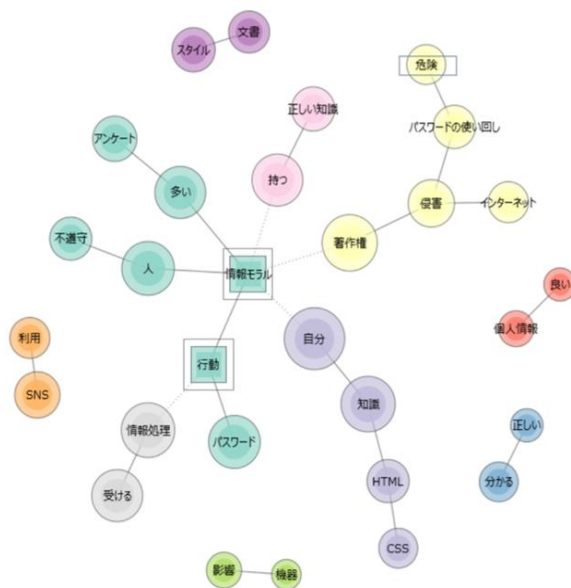 文書
スタイル
危険
正しい知識
パスワードの使い回し
アンケート
多い
持つ
侵害
インターネット
不遵守
人
情報モラル
著作権
良い
個人情報
利用
行動
自分
SNS
知識
情報処理
パスワード
正しい
受ける
HTML
分かる
CSS
影響
機器